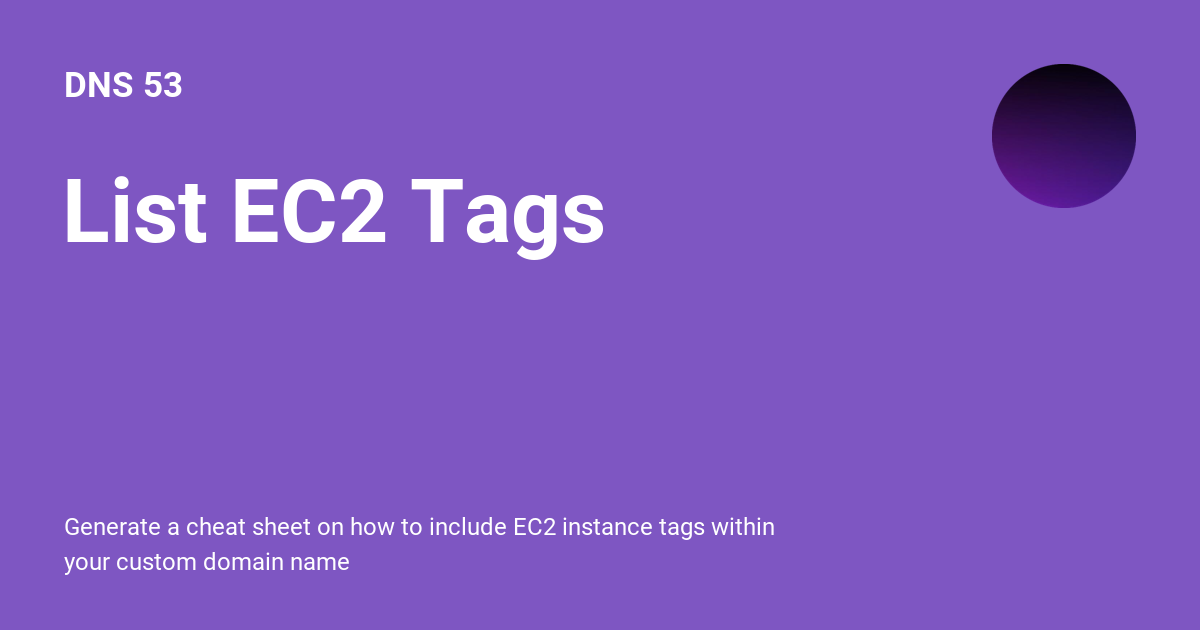 DNS 53
List EC2 Tags
Generate a cheat sheet on how to include EC2 instance tags within
your custom domain name